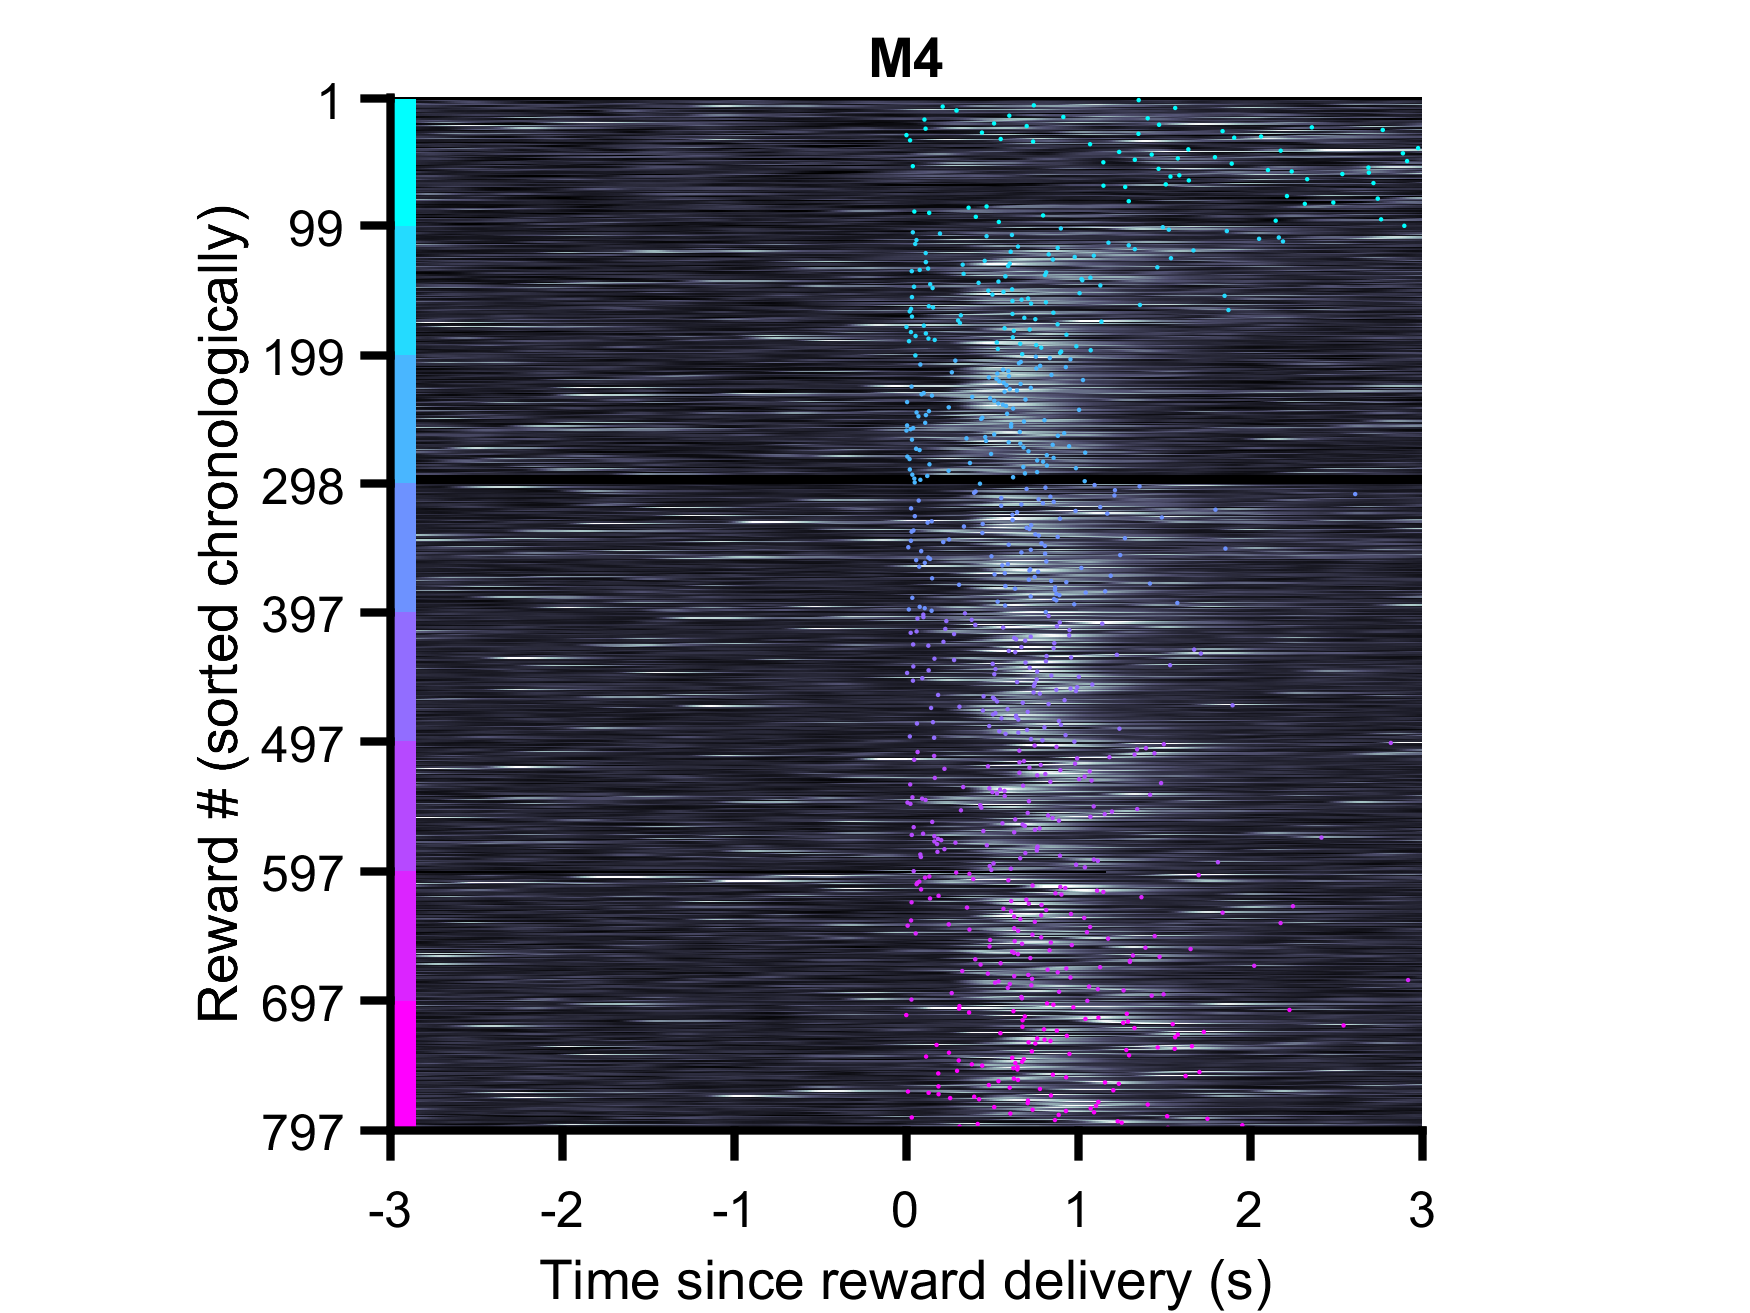 M4
Reward # (sorted chronologically)
1
99
199
298
397
497
597
697
797
-3 -2 -1 0 1 2 3
Time since reward delivery (s)